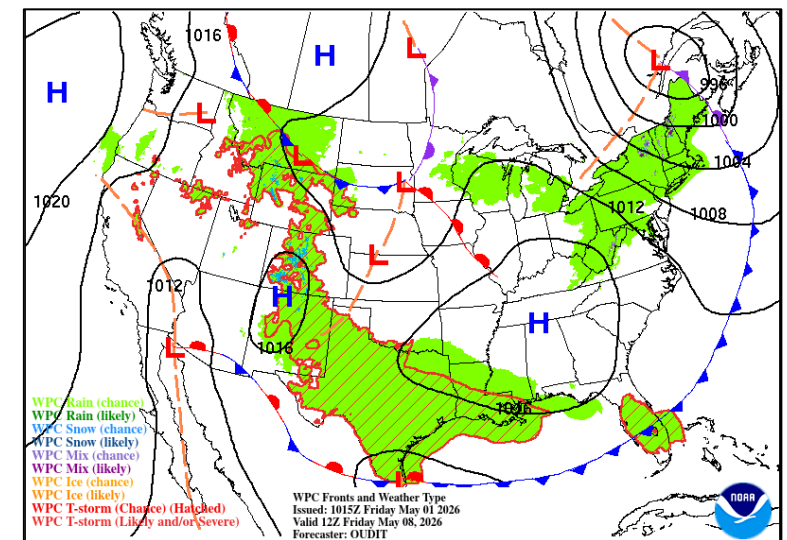 1016
H
L
H
L
996
L
1000
L
1004
L
1020
1012
1008
L
1012
H
H
L
1016
1016
WPC Rain (chance)
WPC Rain (likely)
WPC Snow (chance)
WPC Snow (likely)
WPC Mix (chance)
WPC Mix (likely)
WPC Ice (chance)
WPC Ice (likely)
WPC T-storm (Chance) (Hatched)
WPC T-storm (Likely and/or Severe)
L
WPC Fronts and Weather Type
Issued: 1015Z Friday May 01 2026
Valid 12Z Friday May 08, 2026
Forecaster: OUDIT
NOAA